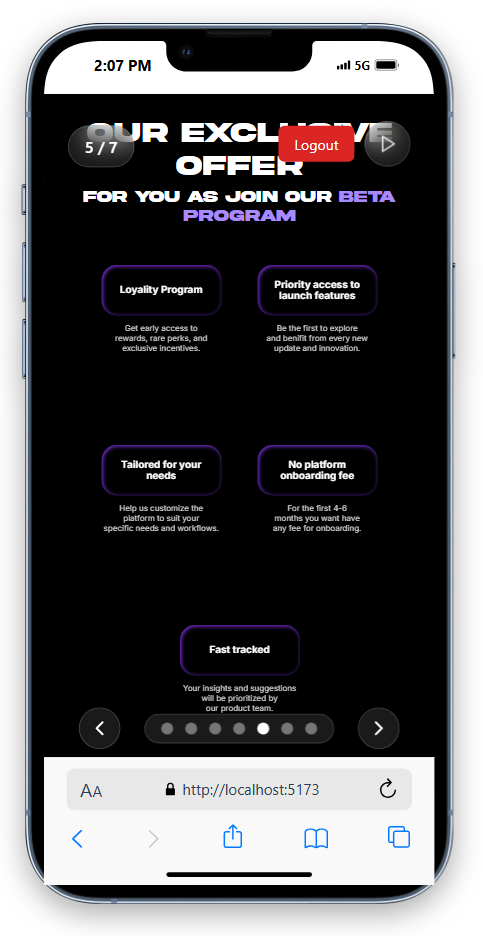 2:07 PM
5G
OUR EXCLUSIVE
5 / 7
Logout
OFFER
FOR YOU AS JOIN OUR BETA
PROGRAM
Loyality Program
Priority access to
launch features
Get early access to
rewards, rare perks, and
exclusive incentives.
Be the first to explore
and benifit from every new
update and innovation.
Tailored for your
needs
No platform
onboarding fee
Help us customize the
platform to suit your
specific needs and workflows.
For the first 4-6
months you want have
any fee for onboarding.
Fast tracked
Your insights and suggestions
will be prioritized by
our product team.
AA
http://localhost:5173